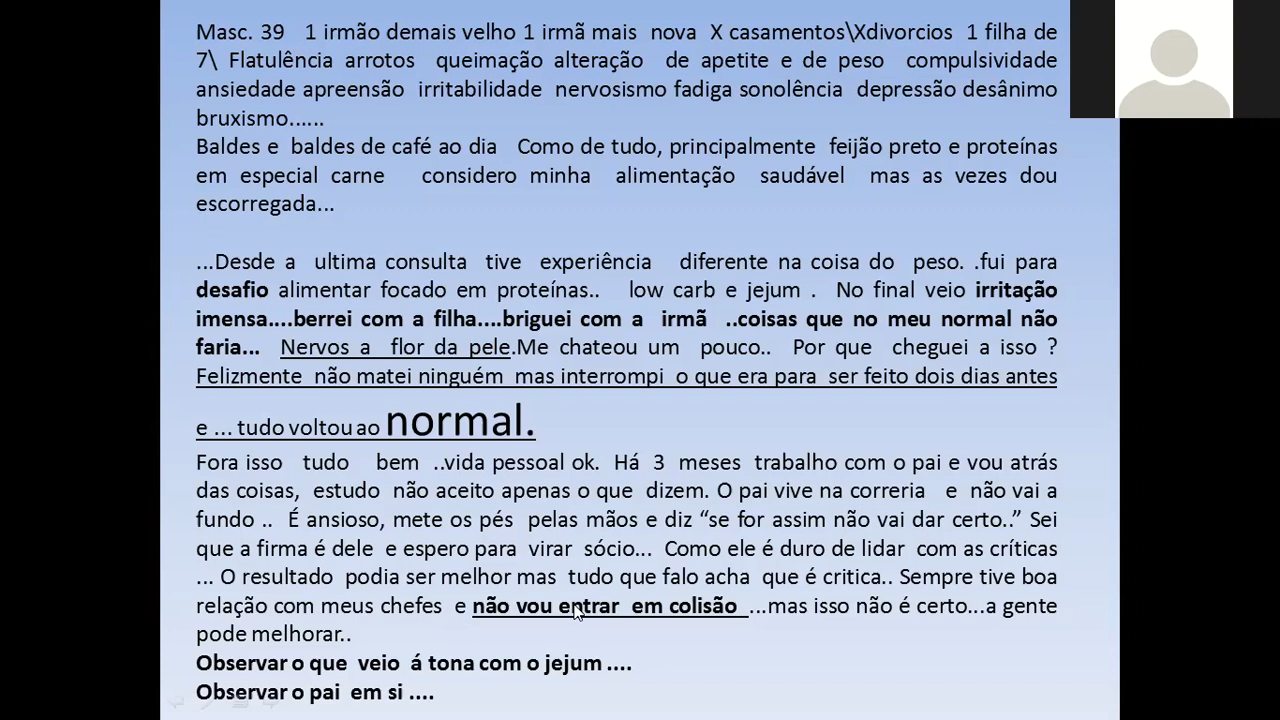 Masc. 39 1 irmão demais velho 1 irmã mais nova X casamentos\Xdivorcios 1 filha de
7\ Flatulência arrotos queimação alteração de apetite e de peso compulsividade
ansiedade apreensão irritabilidade nervosismo fadiga sonolência depressão desânimo
bruxismo......
Baldes e baldes de café ao dia Como de tudo, principalmente feijão preto e proteínas
em especial carne considero minha alimentação saudável mas as vezes dou
escorregada...
...Desde a ultima consulta tive experiência diferente na coisa do peso. .fui para
desafio alimentar focado em proteínas.. low carb e jejum . No final veio irritação
imensa....berrei com a filha....briguei com a irmã ..coisas que no meu normal não
faria... Nervos a flor da pele.Me chateou um pouco.. Por que cheguei a isso ?
Felizmente não matei ninguém mas interrompi o que era para ser feito dois dias antes
e ... tudo voltou ao normal.
Fora isso tudo bem ..vida pessoal ok. Há 3 meses trabalho com o pai e vou atrás
das coisas, estudo não aceito apenas o que dizem. O pai vive na correria e não vai a
fundo .. É ansioso, mete os pés pelas mãos e diz “se for assim não vai dar certo..” Sei
que a firma é dele e espero para virar sócio... Como ele é duro de lidar com as críticas
... O resultado podia ser melhor mas tudo que falo acha que é critica.. Sempre tive boa
relação com meus chefes e não vou entrar em colisão ...mas isso não é certo...a gente
pode melhorar..
Observar o que veio á tona com o jejum ....
Observar o pai em si ....